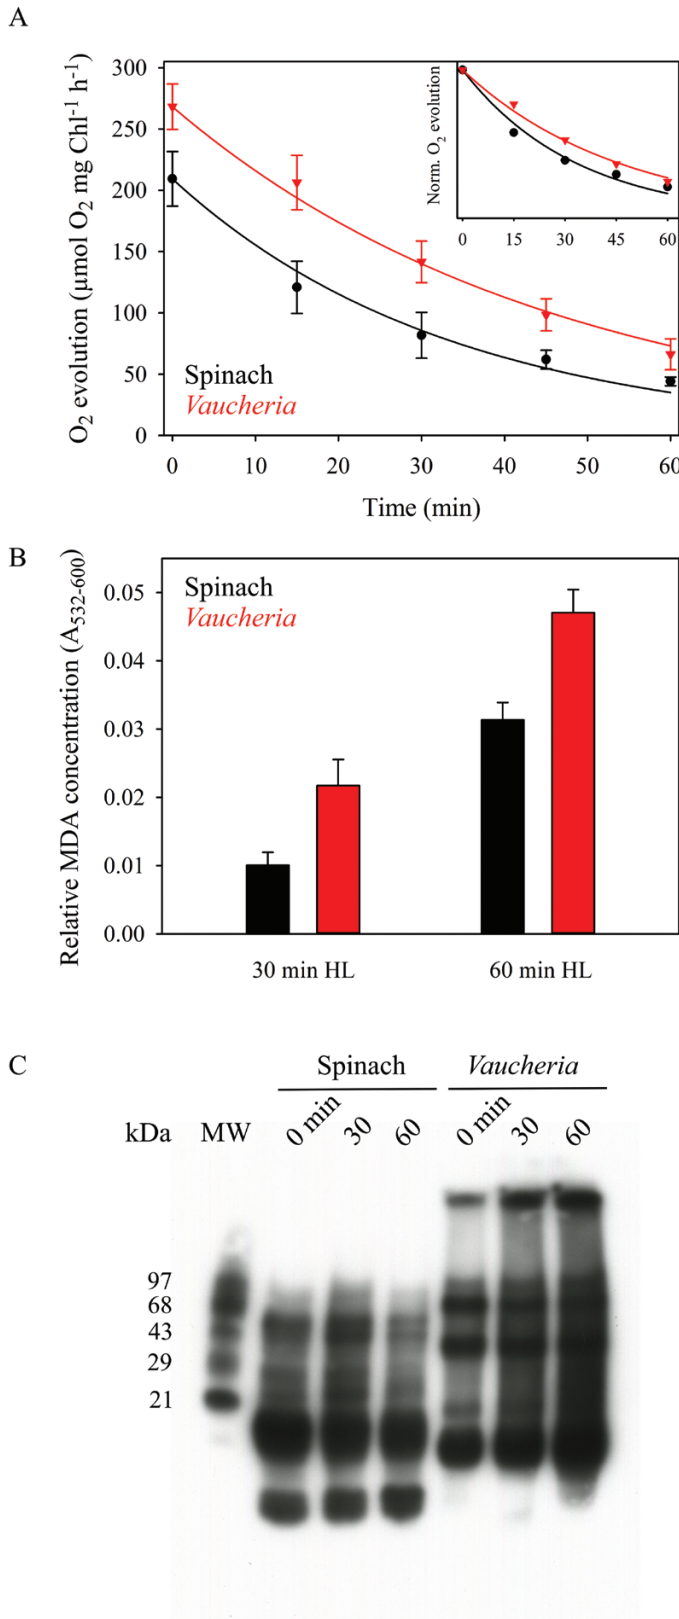 A
O2 evolution (µmol O2 mg Chl-1 h-1)
300
250
200
150
100
50
0
0 10 20 30 40 50 60
Time (min)
Spinach
Vaucheria
Norm. O2 evolution
0 15 30 45 60
B
Relative MDA concentration (A532-600)
0.05
0.04
0.03
0.02
0.01
0.00
Spinach
Vaucheria
30 min HL 60 min HL
C
Spinach Vaucheria
kDa MW 0 min 30 60 0 min 30 60
97
68
43
29
21